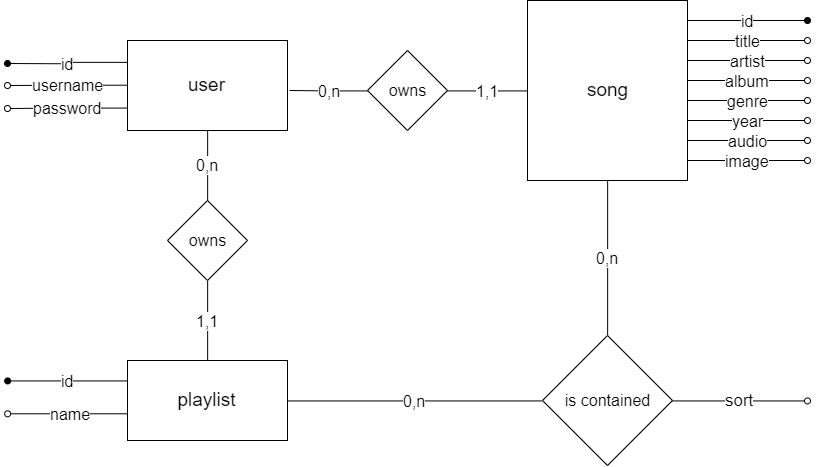 id
title
artist
album
genre
year
audio
image
song
1,1
owns
0,n
user
id
username
password
0,n
owns
1,1
0,n
id
name
playlist
0,n
is contained
sort